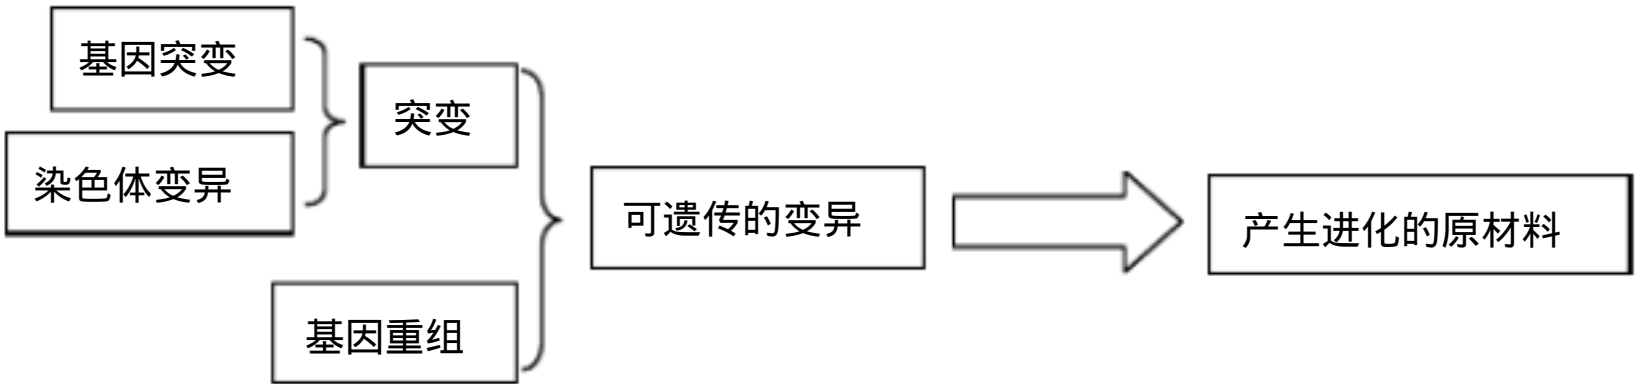 基因突变
染色体变异
突变
基因重组
可遗传的变异
产生进化的原材料